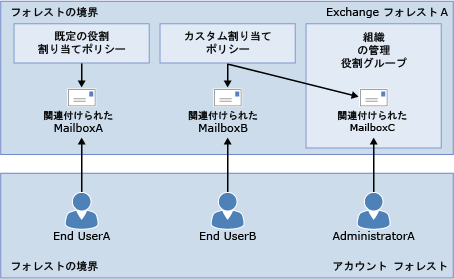 フォレストの境界
Exchange フォレスト A
既定の役割
割り当てポリシー
カスタム割り当て
ポリシー
組織
の管理
役割グループ
関連付けられた
MailboxA
関連付けられた
MailboxB
関連付けられた
MailboxC
End UserA
End UserB
AdministratorA
フォレストの境界
アカウント フォレスト